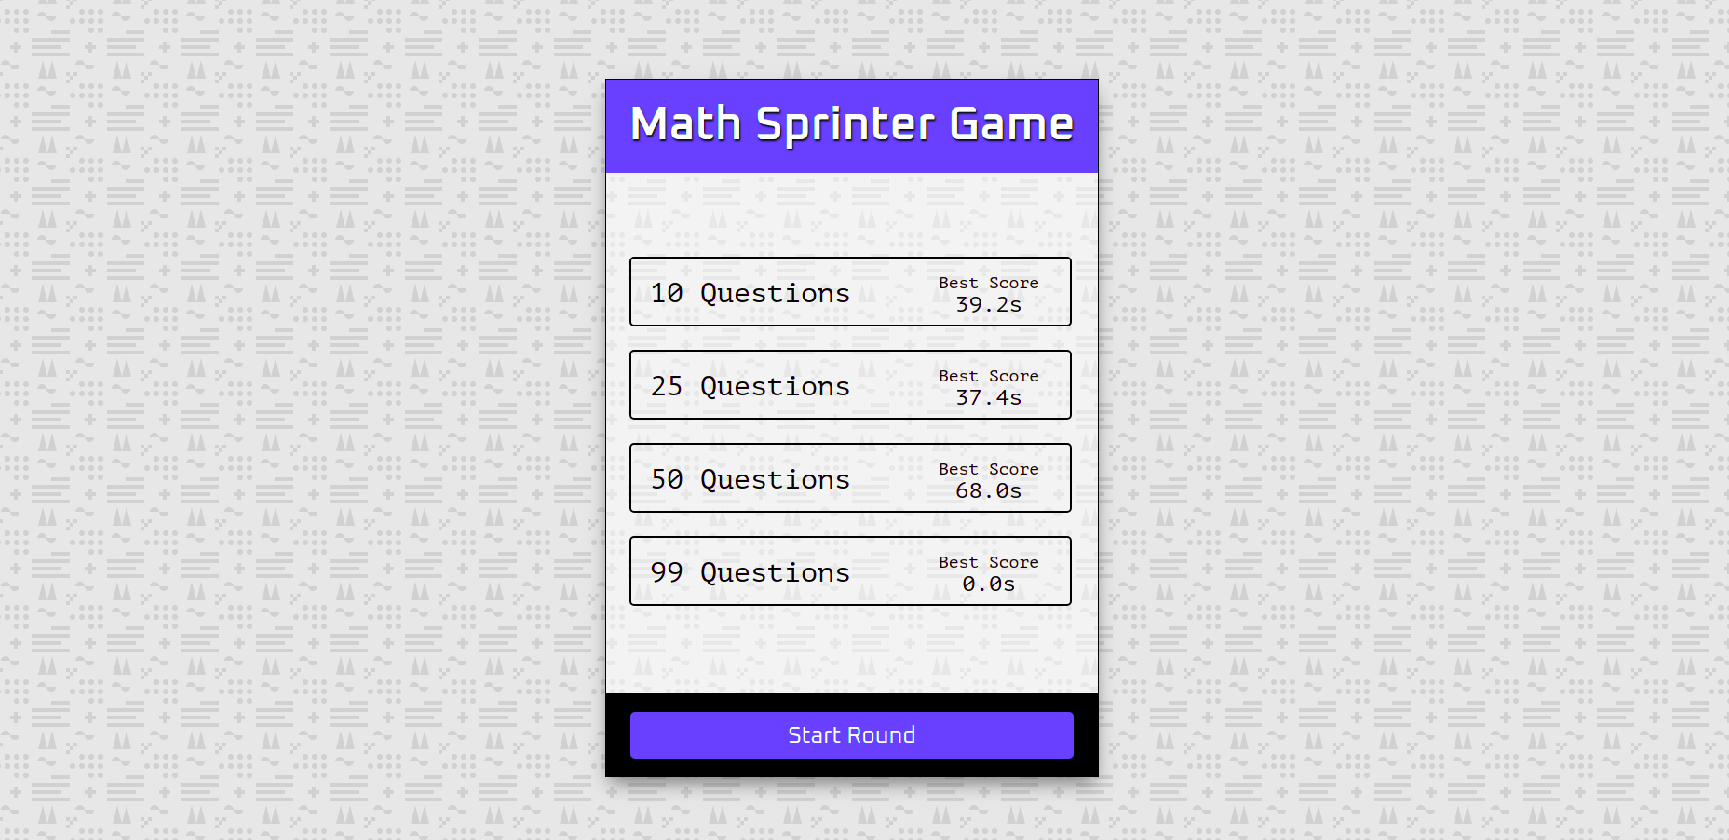 Math Sprinter Game
10 Questions
Best Score
39.2s
25 Questions
Best Score
37.4s
50 Questions
Best Score
68.0s
99 Questions
Best Score
0.0s
Start Round